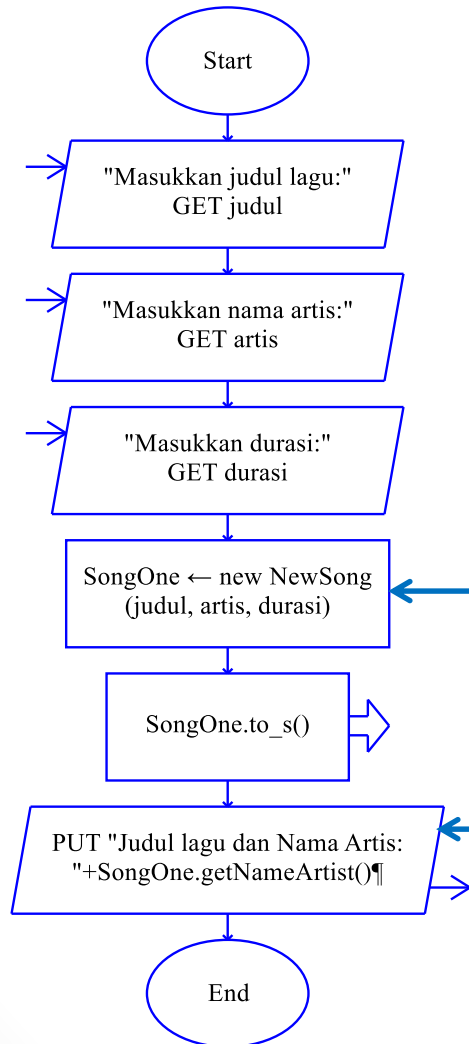 Start
"Masukkan judul lagu:"
GET judul
"Masukkan nama artis:"
GET artis
"Masukkan durasi:"
GET durasi
SongOne ← new NewSong
(judul, artis, durasi)
SongOne.to_s()
PUT "Judul lagu dan Nama Artis:
"+SongOne.getNameArtist()¶
End